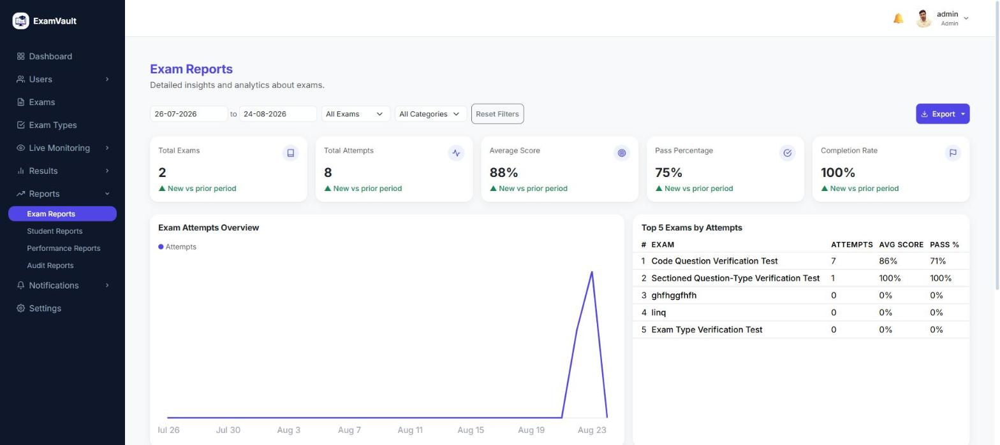 ExamVault
admin
Admin
Dashboard
Users
Exams
Exam Types
Live Monitoring
Results
Reports
Exam Reports
Student Reports
Performance Reports
Audit Reports
Notifications
Settings
Exam Reports
Detailed insights and analytics about exams.
26-07-2026 to 24-08-2026 All Exams All Categories Reset Filters Export
Total Exams
2
▲ New vs prior period
Total Attempts
8
▲ New vs prior period
Average Score
88%
▲ New vs prior period
Pass Percentage
75%
▲ New vs prior period
Completion Rate
100%
▲ New vs prior period
Exam Attempts Overview
Attempts
Jul 26 Jul 30 Aug 3 Aug 7 Aug 11 Aug 15 Aug 19 Aug 23
Top 5 Exams by Attempts
# EXAM ATTEMPTS AVG SCORE PASS %
1 Code Question Verification Test 7 86% 71%
2 Sectioned Question-Type Verification Test 1 100% 100%
3 ghfhggfhfh 0 0% 0%
4 linq 0 0% 0%
5 Exam Type Verification Test 0 0% 0%